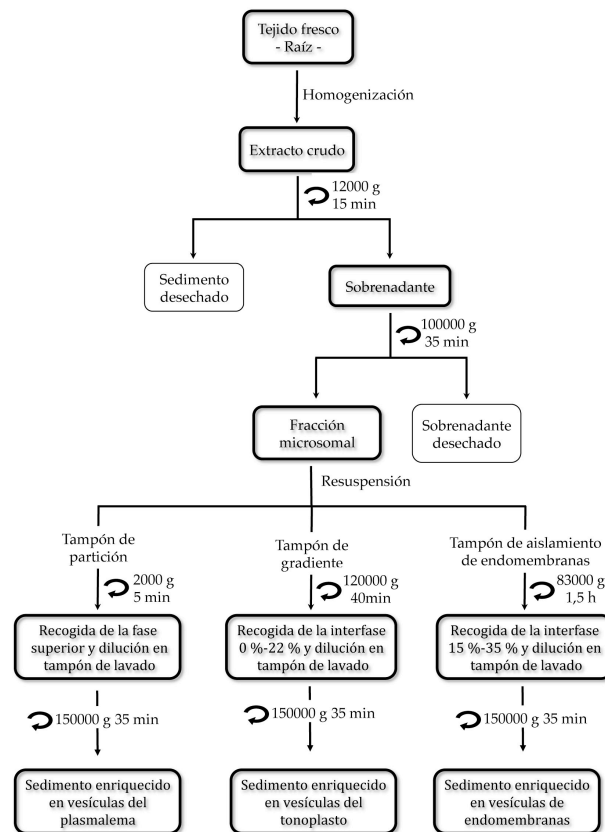 Tejido fresco
- Raíz -
Homogenización
Extracto crudo
12000 g
15 min
Sedimento
desechado
Sobrenadante
100000 g
35 min
Fracción
microsomal
Sobrenadante
desechado
Resuspensión
Tampón de
partición
2000 g
5 min
Tampón de
gradiente
120000 g
40min
Tampón de aislamiento
de endomembranas
83000 g
1,5 h
Recogida de la fase
superior y dilución en
tampón de lavado
Recogida de la interfase
0 %-22 % y dilución en
tampón de lavado
Recogida de la interfase
15 %-35 % y dilución en
tampón de lavado
150000 g 35 min
150000 g 35 min
150000 g 35 min
Sedimento enriquecido
en vesículas del
plasmalema
Sedimento enriquecido
en vesículas del
tonoplasto
Sedimento enriquecido
en vesículas de
endomembranas